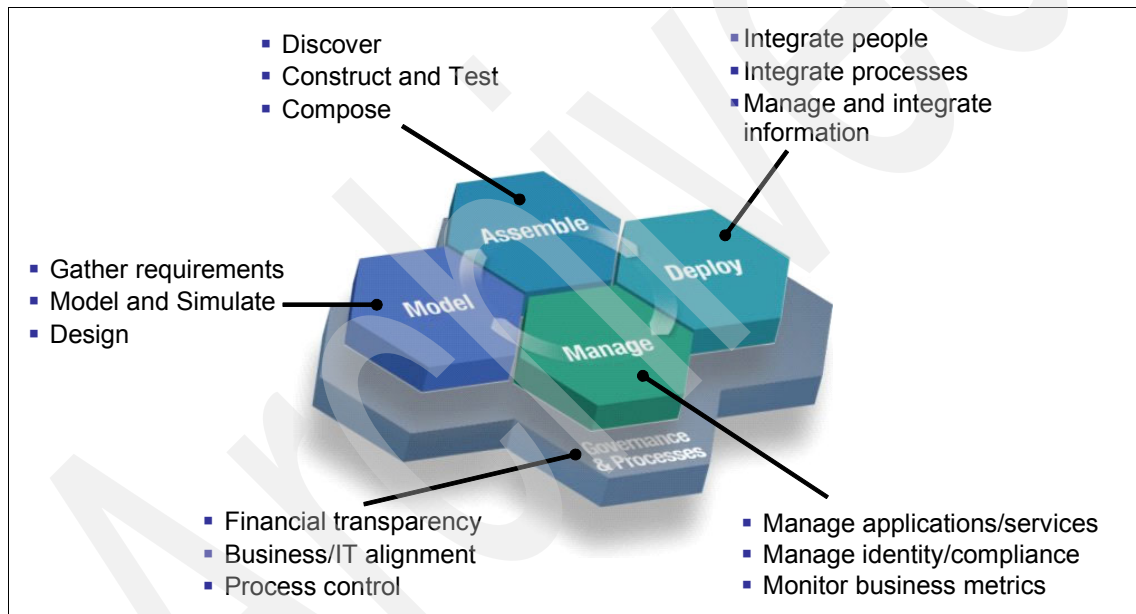 Discover
Construct and Test
Compose
Integrate people
Integrate processes
Manage and integrate
information
Assemble
Deploy
Gather requirements
Model and Simulate
Design
Model
Manage
Governance
& Processes
Financial transparency
Business/IT alignment
Process control
Manage applications/services
Manage identity/compliance
Monitor business metrics